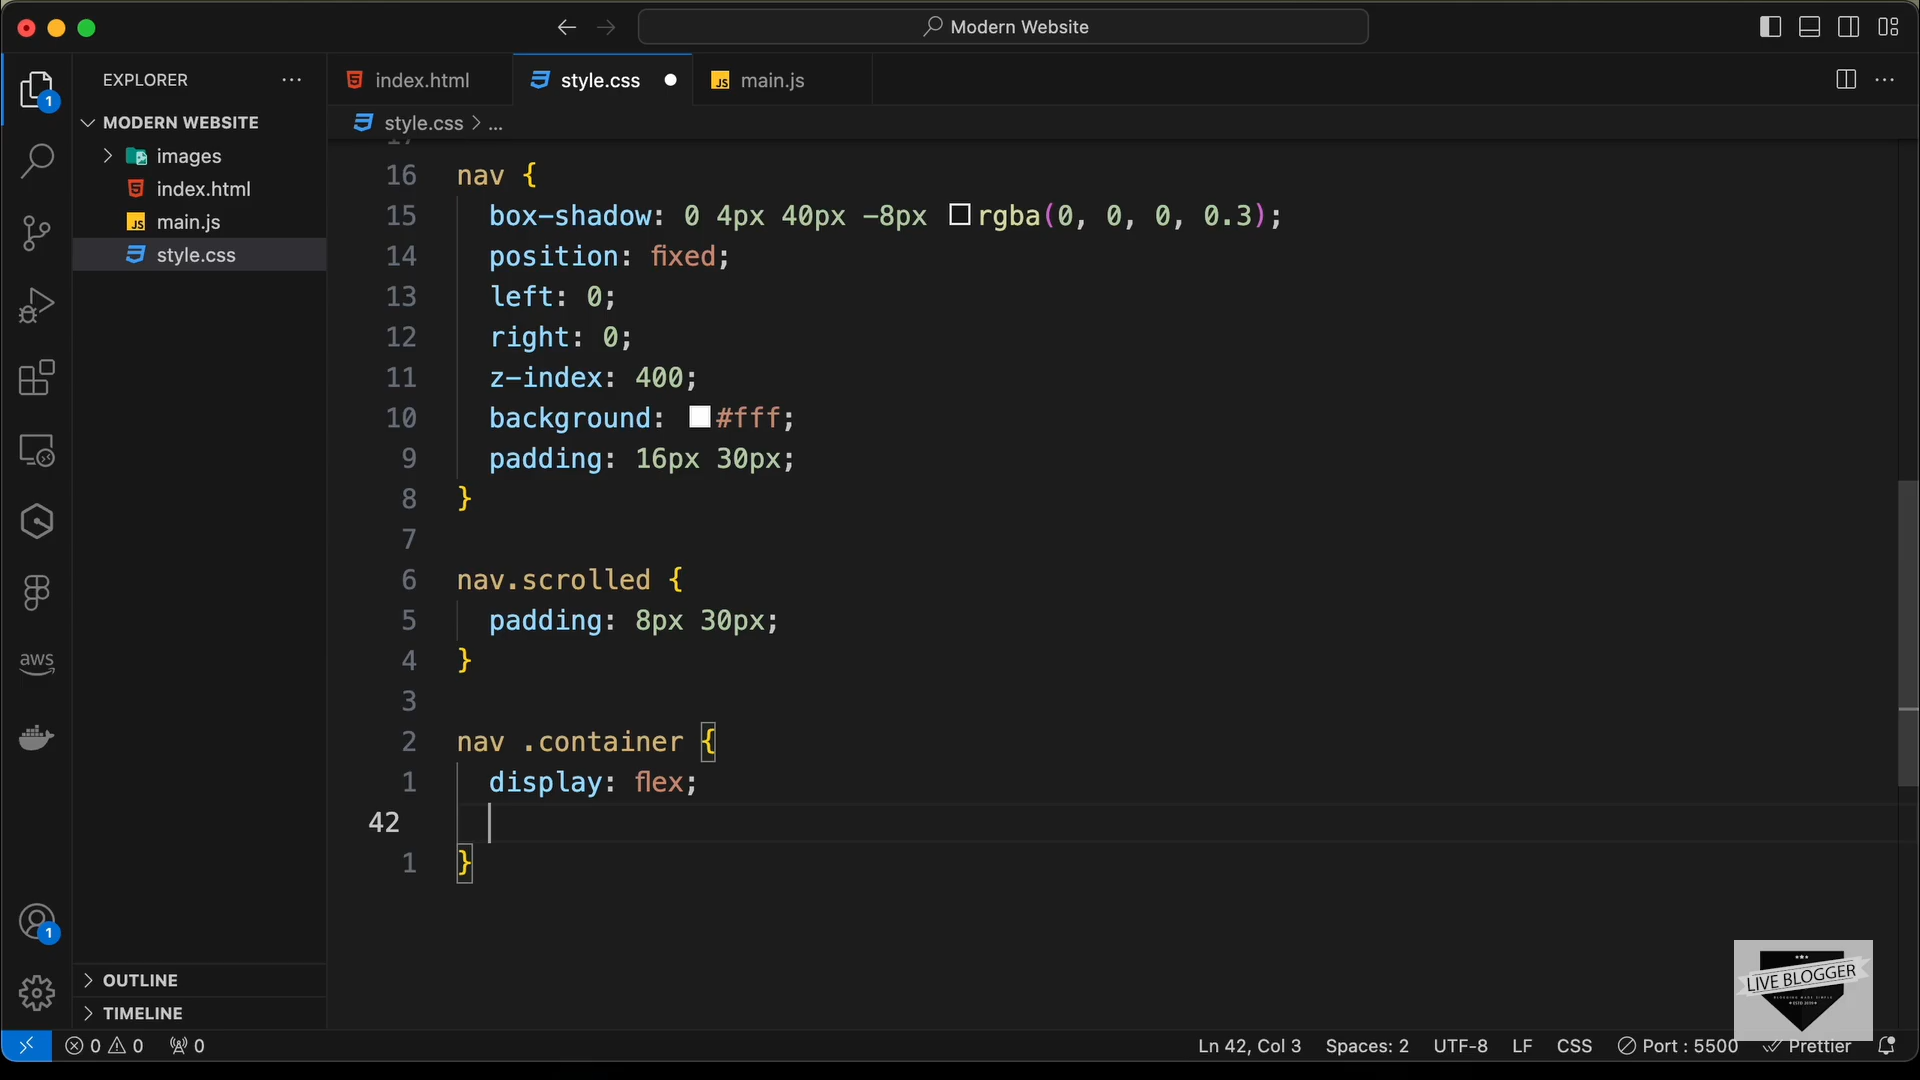 Modern Website
EXPLORER
index.html
style.css
main.js
1
MODERN WEBSITE
style.css > ...
images
index.html
main.js
style.css
16 nav {
15 box-shadow: 0 4px 40px -8px rgba(0, 0, 0, 0.3);
14 position: fixed;
13 left: 0;
12 right: 0;
11 z-index: 400;
10 background: #fff;
9 padding: 16px 30px;
8 }
7
6 nav.scrolled {
5 padding: 8px 30px;
4 }
3
2 nav .container {
1 display: flex;
42
1 }
aws
1
OUTLINE
TIMELINE
LIVE BLOGGER
0 0 0
Ln 42, Col 3 Spaces: 2 UTF-8 LF CSS Port : 5500 Prettier